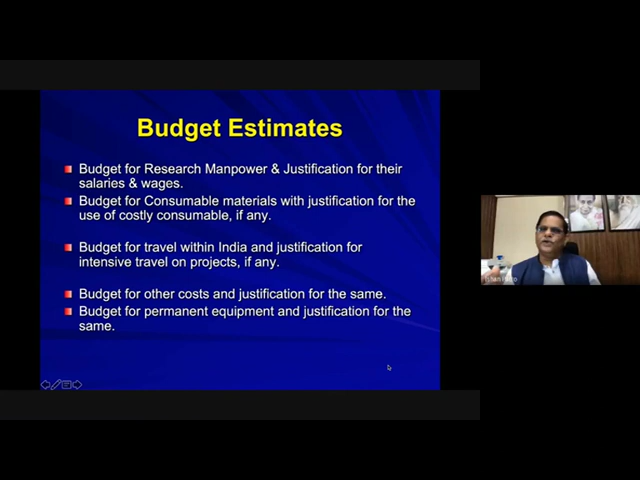 Budget Estimates
Budget for Research Manpower & Justification for their
salaries & wages.
Budget for Consumable materials with justification for the
use of costly consumable, if any.
Budget for travel within India and justification for
intensive travel on projects, if any.
Budget for other costs and justification for the same.
Budget for permanent equipment and justification for the
same.